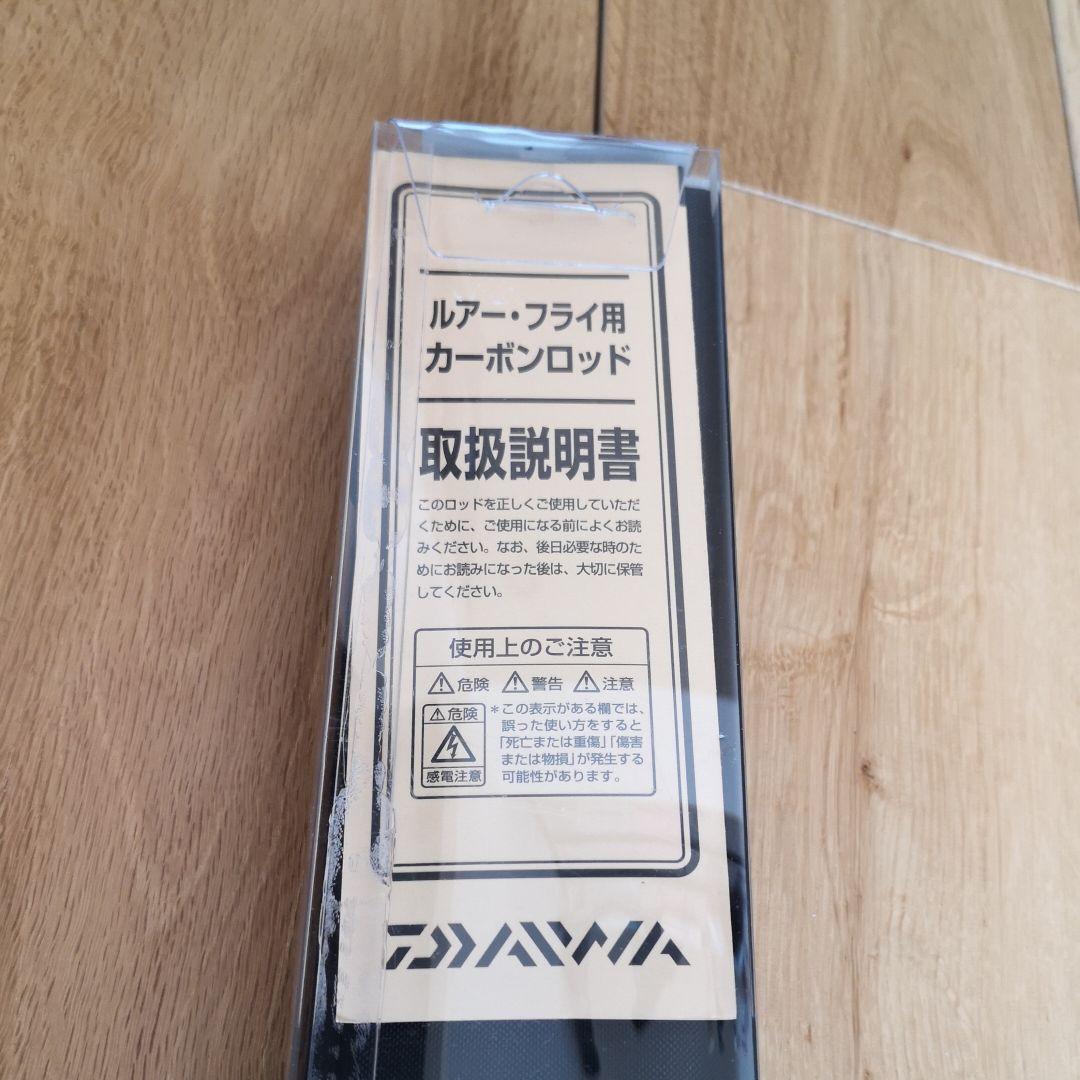 ルアー・フライ用
カーボンロッド
取扱説明書
このロッドを正しくご使用していただ
くために、ご使用になる前によくお読
みください。なお、後日必要な時のた
めにお読みになった後は、大切に保管
してください。
使用上のご注意
危険 警告 注意
危険
感電注意
＊この表示がある欄では、
誤った使い方をすると
「死亡または重傷」「傷害
または物損」が発生する
可能性があります。
DAIWA